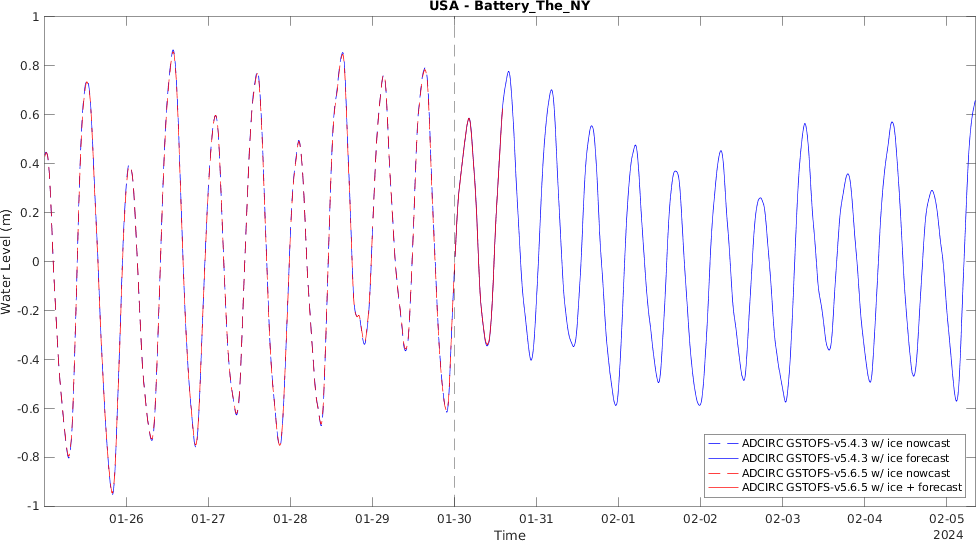 USA - Battery_The_NY
1
0.8
0.6
0.4
0.2
0
-0.2
-0.4
-0.6
-0.8
-1
Water Level (m)
01-26 01-27 01-28 01-29 01-30 01-31 02-01 02-02 02-03 02-04 02-05
Time
2024
ADCIRC GSTOFS-v5.4.3 w/ ice nowcast
ADCIRC GSTOFS-v5.4.3 w/ ice forecast
ADCIRC GSTOFS-v5.6.5 w/ ice nowcast
ADCIRC GSTOFS-v5.6.5 w/ ice + forecast